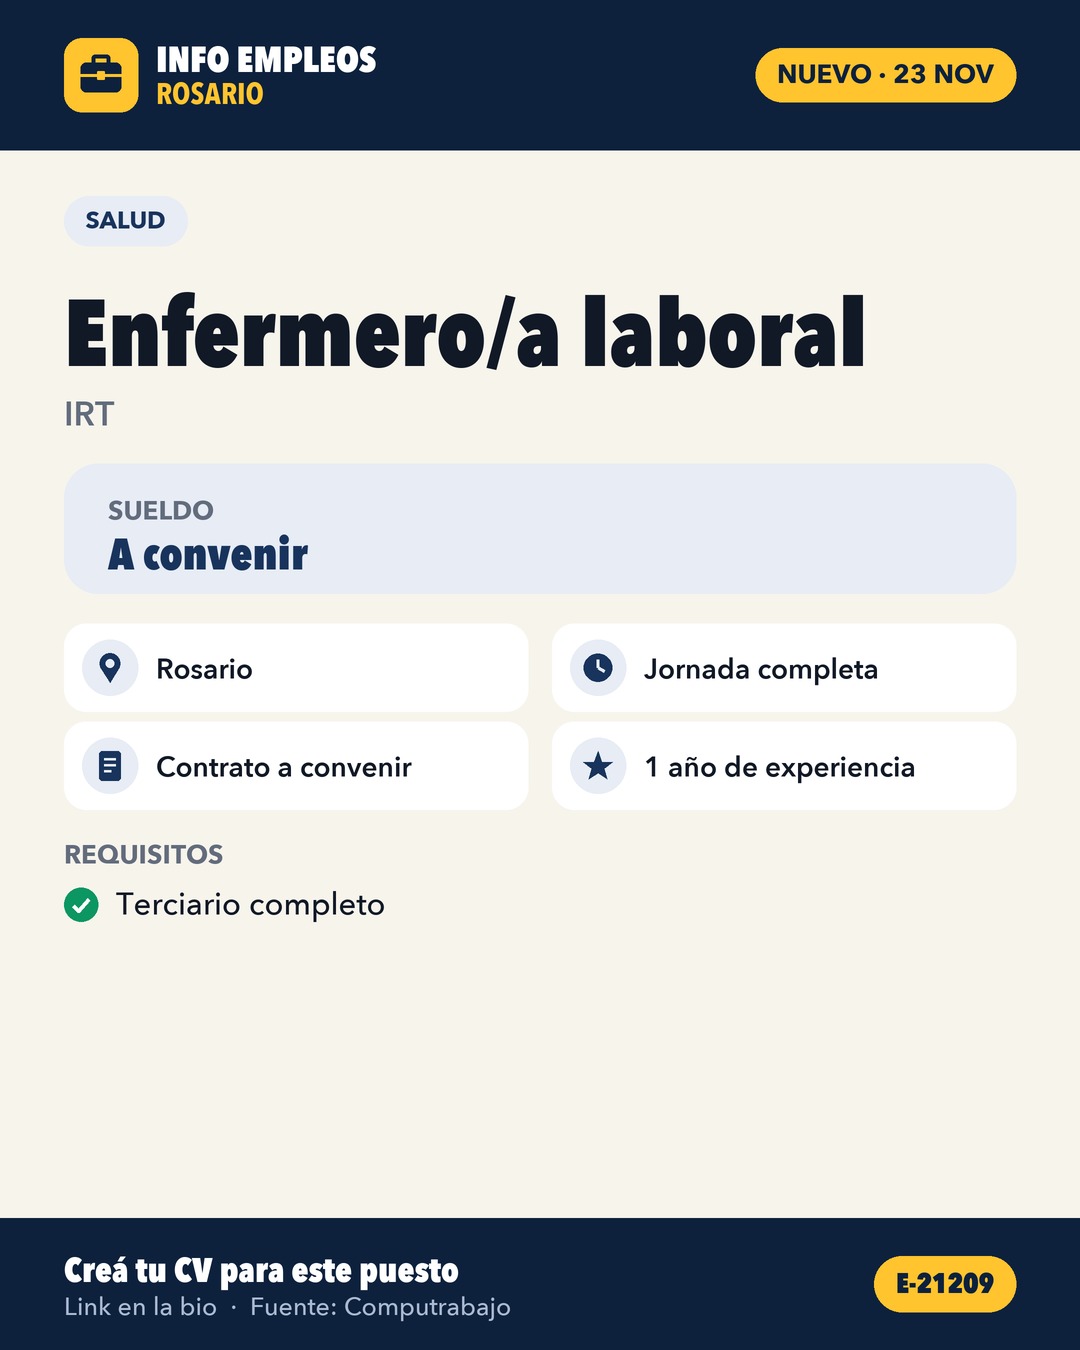 INFO EMPLEOS
ROSARIO
NUEVO · 23 NOV
SALUD
Enfermero/a laboral
IRT
SUELDO
A convenir
Rosario
Jornada completa
Contrato a convenir
1 año de experiencia
REQUISITOS
Terciario completo
Creá tu CV para este puesto
Link en la bio · Fuente: Computrabajo
E-21209